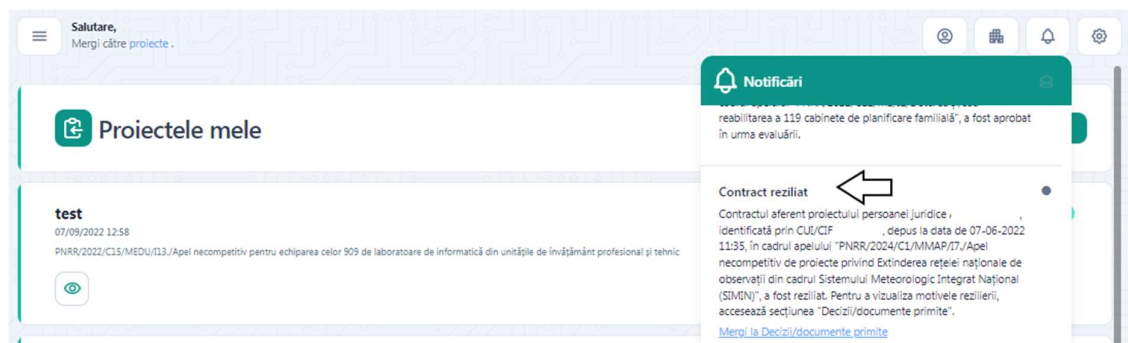 Salutare,
Mergi către proiecte .
Notificări
reabilitarea a 119 cabinete de planificare familială", a fost aprobat
în urma evaluării.
Proiectele mele
Contract reziliat
Contractul aferent proiectului persoanei juridice ,
identificată prin CUI/CIF , depus la data de 07-06-2022
11:35, în cadrul apelului "PNRR/2024/C1/MMAP/I7./Apel
necompetitiv de proiecte privind Extinderea rețelei naționale de
observații din cadrul Sistemului Meteorologic Integrat Național
(SIMIN)", a fost reziliat. Pentru a vizualiza motivele rezilierii,
accesează secțiunea "Decizii/documente primite".
Mergi la Decizii/documente primite
test
07/09/2022 12:58
PNRR/2022/C15/MEDU/I13./Apel necompetitiv pentru echiparea celor 909 de laboratoare de informatică din unitățile de învățământ profesional și tehnic